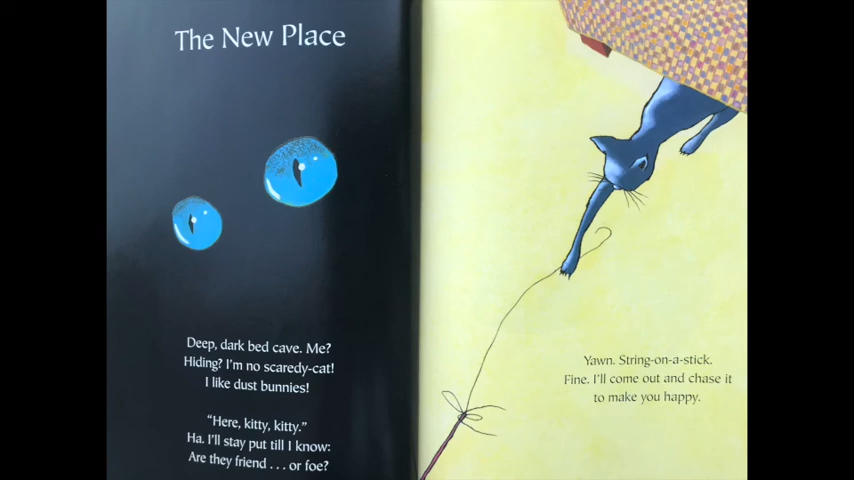 The New Place
Deep, dark bed cave. Me?
Hiding? I'm no scaredy-cat!
I like dust bunnies!
"Here, kitty, kitty."
Ha. I'll stay put till I know:
Are they friend . . . or foe?
Yawn. String-on-a-stick.
Fine. I'll come out and chase it
to make you happy.